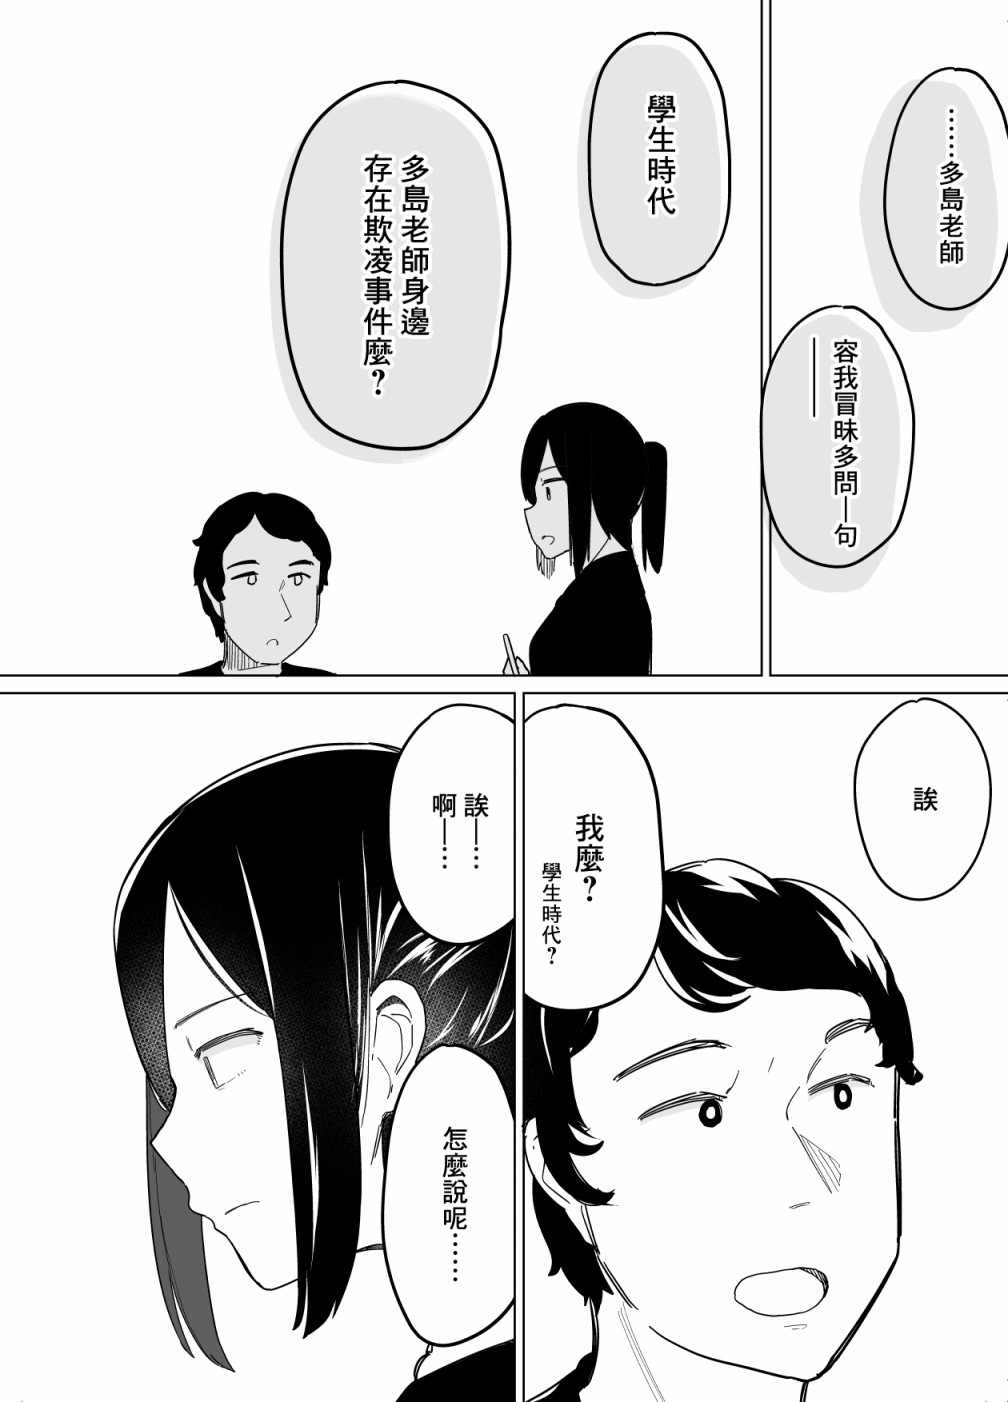 ……多島老師
容我冒昧多問一句
——
學生時代
多島老師身邊
存在欺凌事件麼？
誒
我麼？
學生時代？
誒——……
啊——……
怎麼說呢……